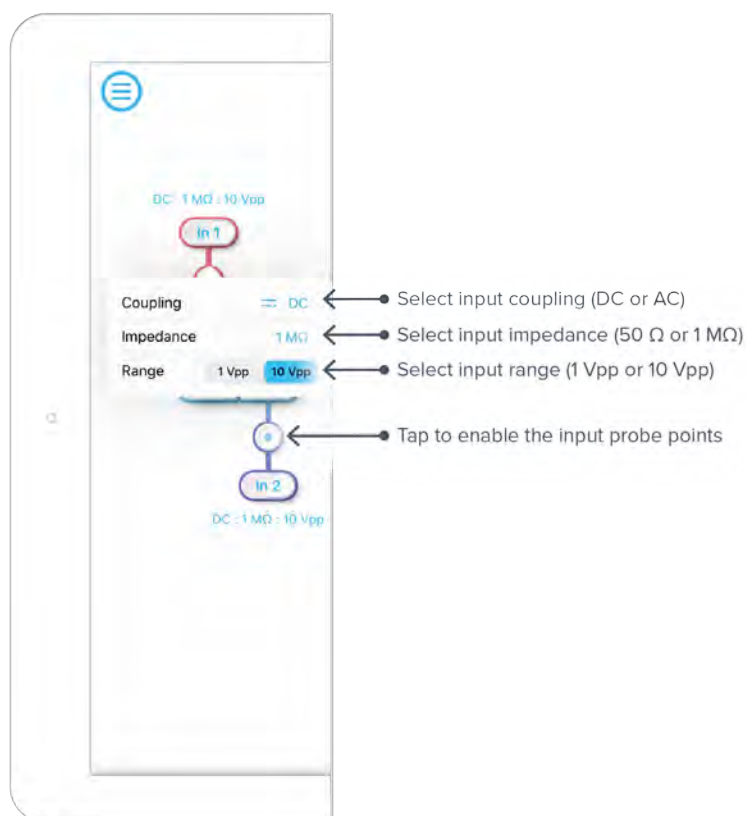 DC : 1 MΩ : 10 Vpp
In 1
Coupling DC Select input coupling (DC or AC)
Impedance 1 MΩ Select input impedance (50 Ω or 1 MΩ)
Range 1 Vpp 10 Vpp Select input range (1 Vpp or 10 Vpp)
Tap to enable the input probe points
In 2
DC : 1 MΩ : 10 Vpp